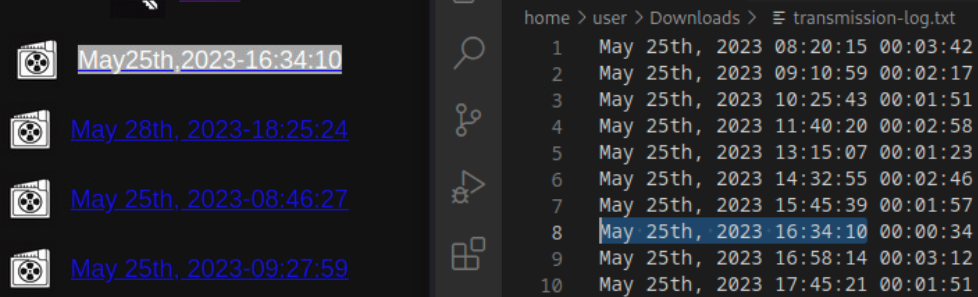 May25th,2023-16:34:10
May 28th, 2023-18:25:24
May 25th, 2023-08:46:27
May 25th, 2023-09:27:59
home > user > Downloads > transmission-log.txt
1 May 25th, 2023 08:20:15 00:03:42
2 May 25th, 2023 09:10:59 00:02:17
3 May 25th, 2023 10:25:43 00:01:51
4 May 25th, 2023 11:40:20 00:02:58
5 May 25th, 2023 13:15:07 00:01:23
6 May 25th, 2023 14:32:55 00:02:46
7 May 25th, 2023 15:45:39 00:01:57
8 May 25th, 2023 16:34:10 00:00:34
9 May 25th, 2023 16:58:14 00:03:12
10 May 25th, 2023 17:45:21 00:01:51